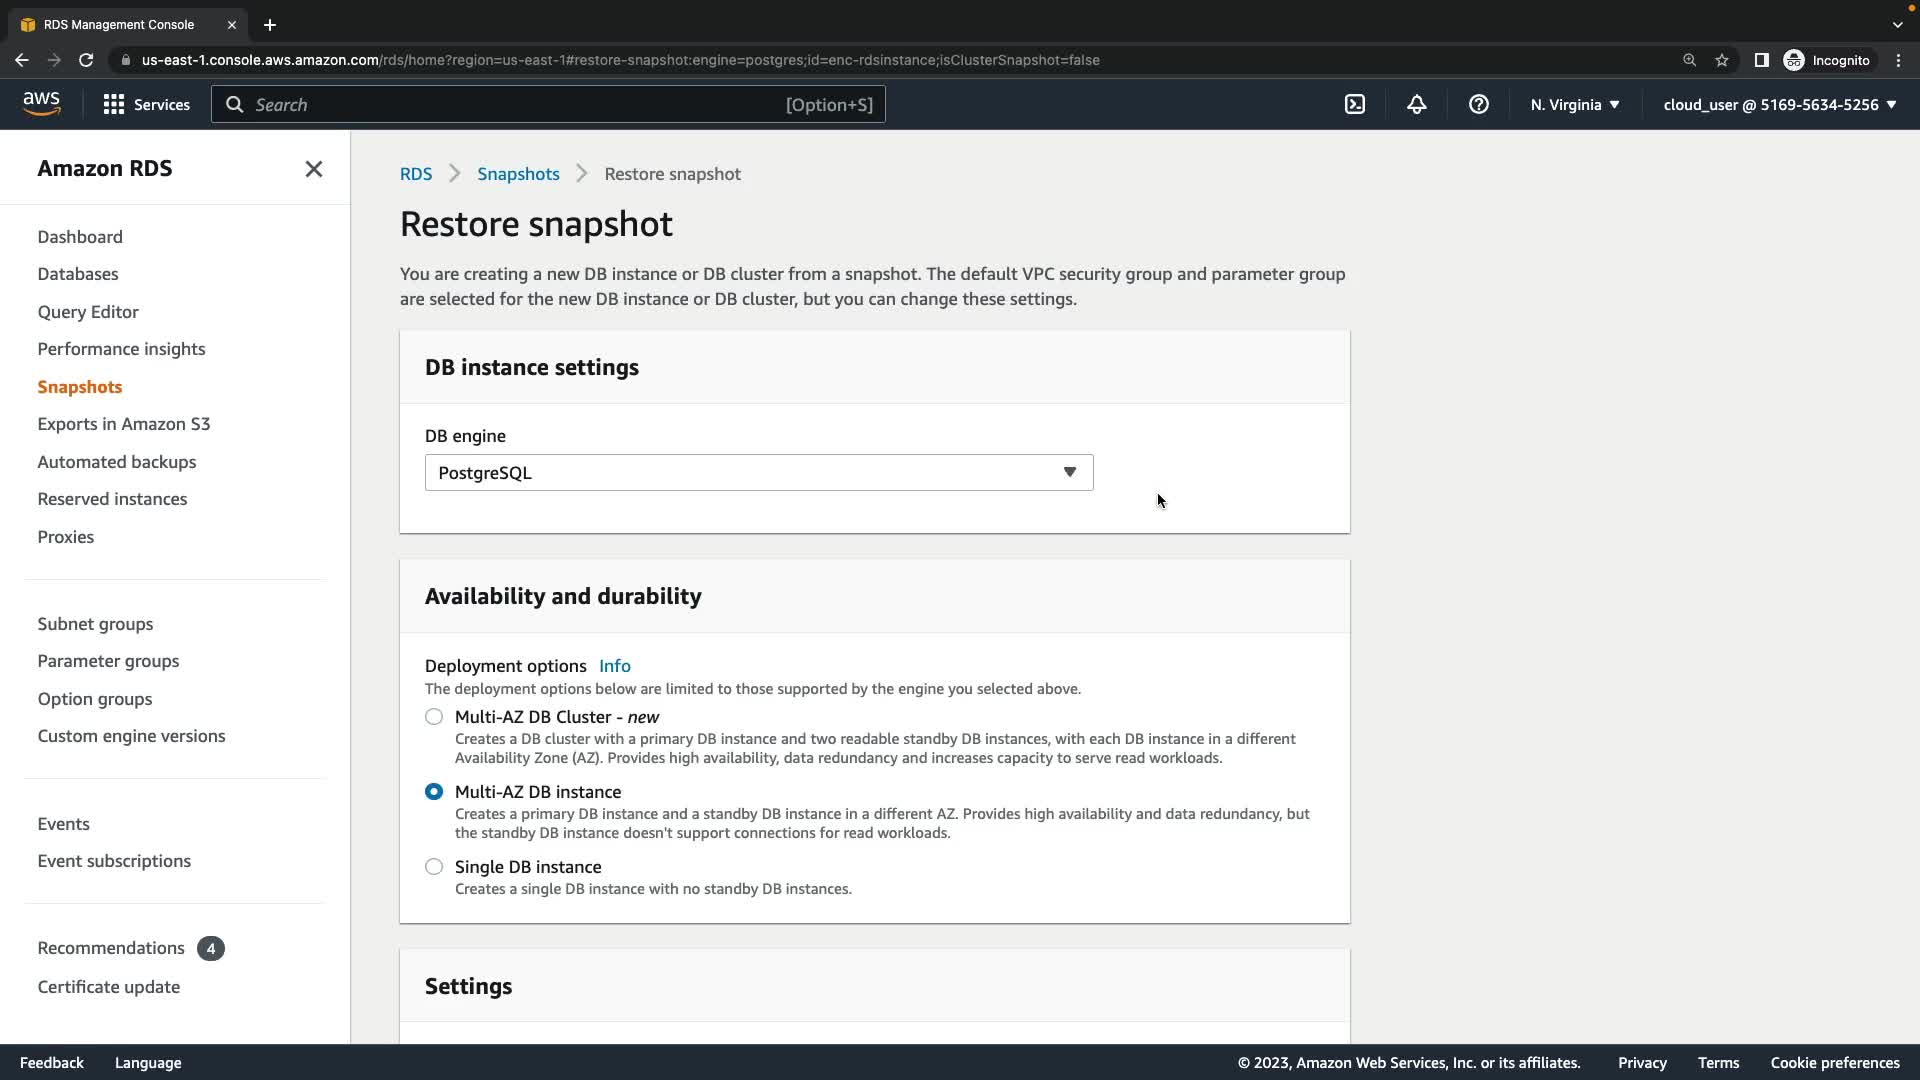 RDS Management Console
us-east-1.console.aws.amazon.com/rds/home?region=us-east-1#restore-snapshot:engine=postgres;id=enc-rdsinstance;isClusterSnapshot=false
Incognito
aws
Services
Search
[Option+S]
N. Virginia
cloud_user @ 5169-5634-5256
Amazon RDS
Dashboard
Databases
Query Editor
Performance insights
Snapshots
Exports in Amazon S3
Automated backups
Reserved instances
Proxies
Subnet groups
Parameter groups
Option groups
Custom engine versions
Events
Event subscriptions
Recommendations 4
Certificate update
RDS > Snapshots > Restore snapshot
Restore snapshot
You are creating a new DB instance or DB cluster from a snapshot. The default VPC security group and parameter group
are selected for the new DB instance or DB cluster, but you can change these settings.
DB instance settings
DB engine
PostgreSQL
Availability and durability
Deployment options Info
The deployment options below are limited to those supported by the engine you selected above.
Multi-AZ DB Cluster - new
Creates a DB cluster with a primary DB instance and two readable standby DB instances, with each DB instance in a different
Availability Zone (AZ). Provides high availability, data redundancy and increases capacity to serve read workloads.
Multi-AZ DB instance
Creates a primary DB instance and a standby DB instance in a different AZ. Provides high availability and data redundancy, but
the standby DB instance doesn't support connections for read workloads.
Single DB instance
Creates a single DB instance with no standby DB instances.
Settings
Feedback
Language
© 2023, Amazon Web Services, Inc. or its affiliates.
Privacy
Terms
Cookie preferences